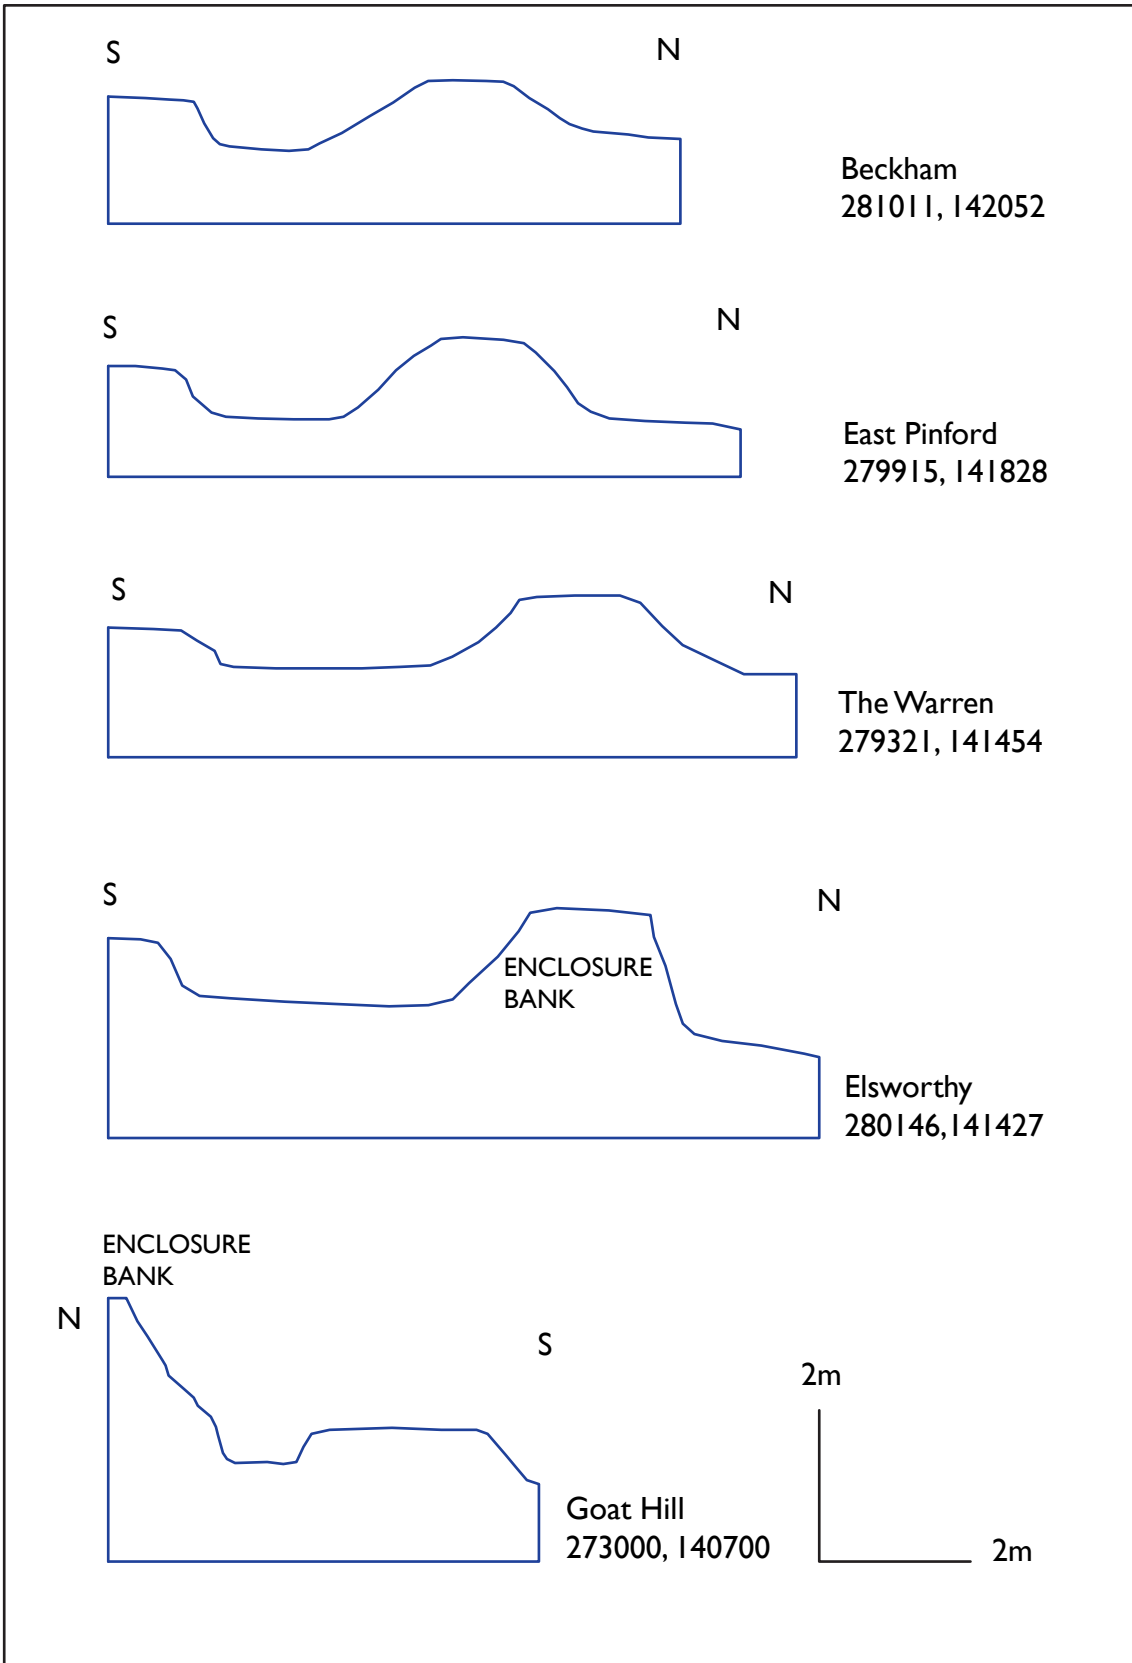 S
N
Beckham
281011, 142052
S
N
East Pinford
279915, 141828
S
N
The Warren
279321, 141454
S
N
ENCLOSURE
BANK
Elsworthy
280146,141427
ENCLOSURE
BANK
N
S
2m
Goat Hill
273000, 140700
2m